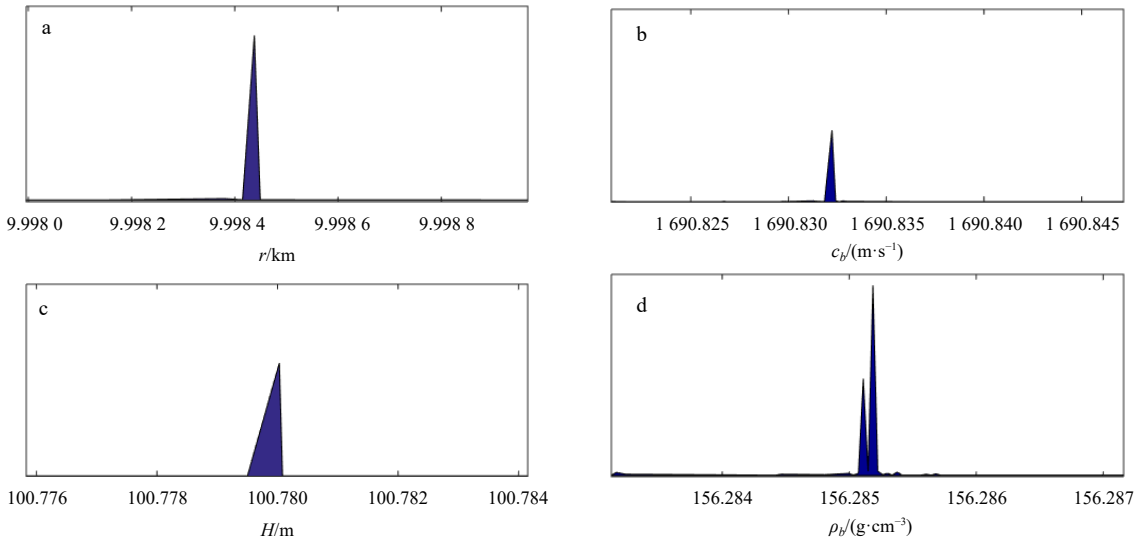 a
9.998 0 9.998 2 9.998 4 9.998 6 9.998 8
r/km
b
1 690.825 1 690.830 1 690.835 1 690.840 1 690.845
c_b/(m·s⁻¹)
c
100.776 100.778 100.780 100.782 100.784
H/m
d
156.284 156.285 156.286 156.287
ρ_b/(g·cm⁻³)